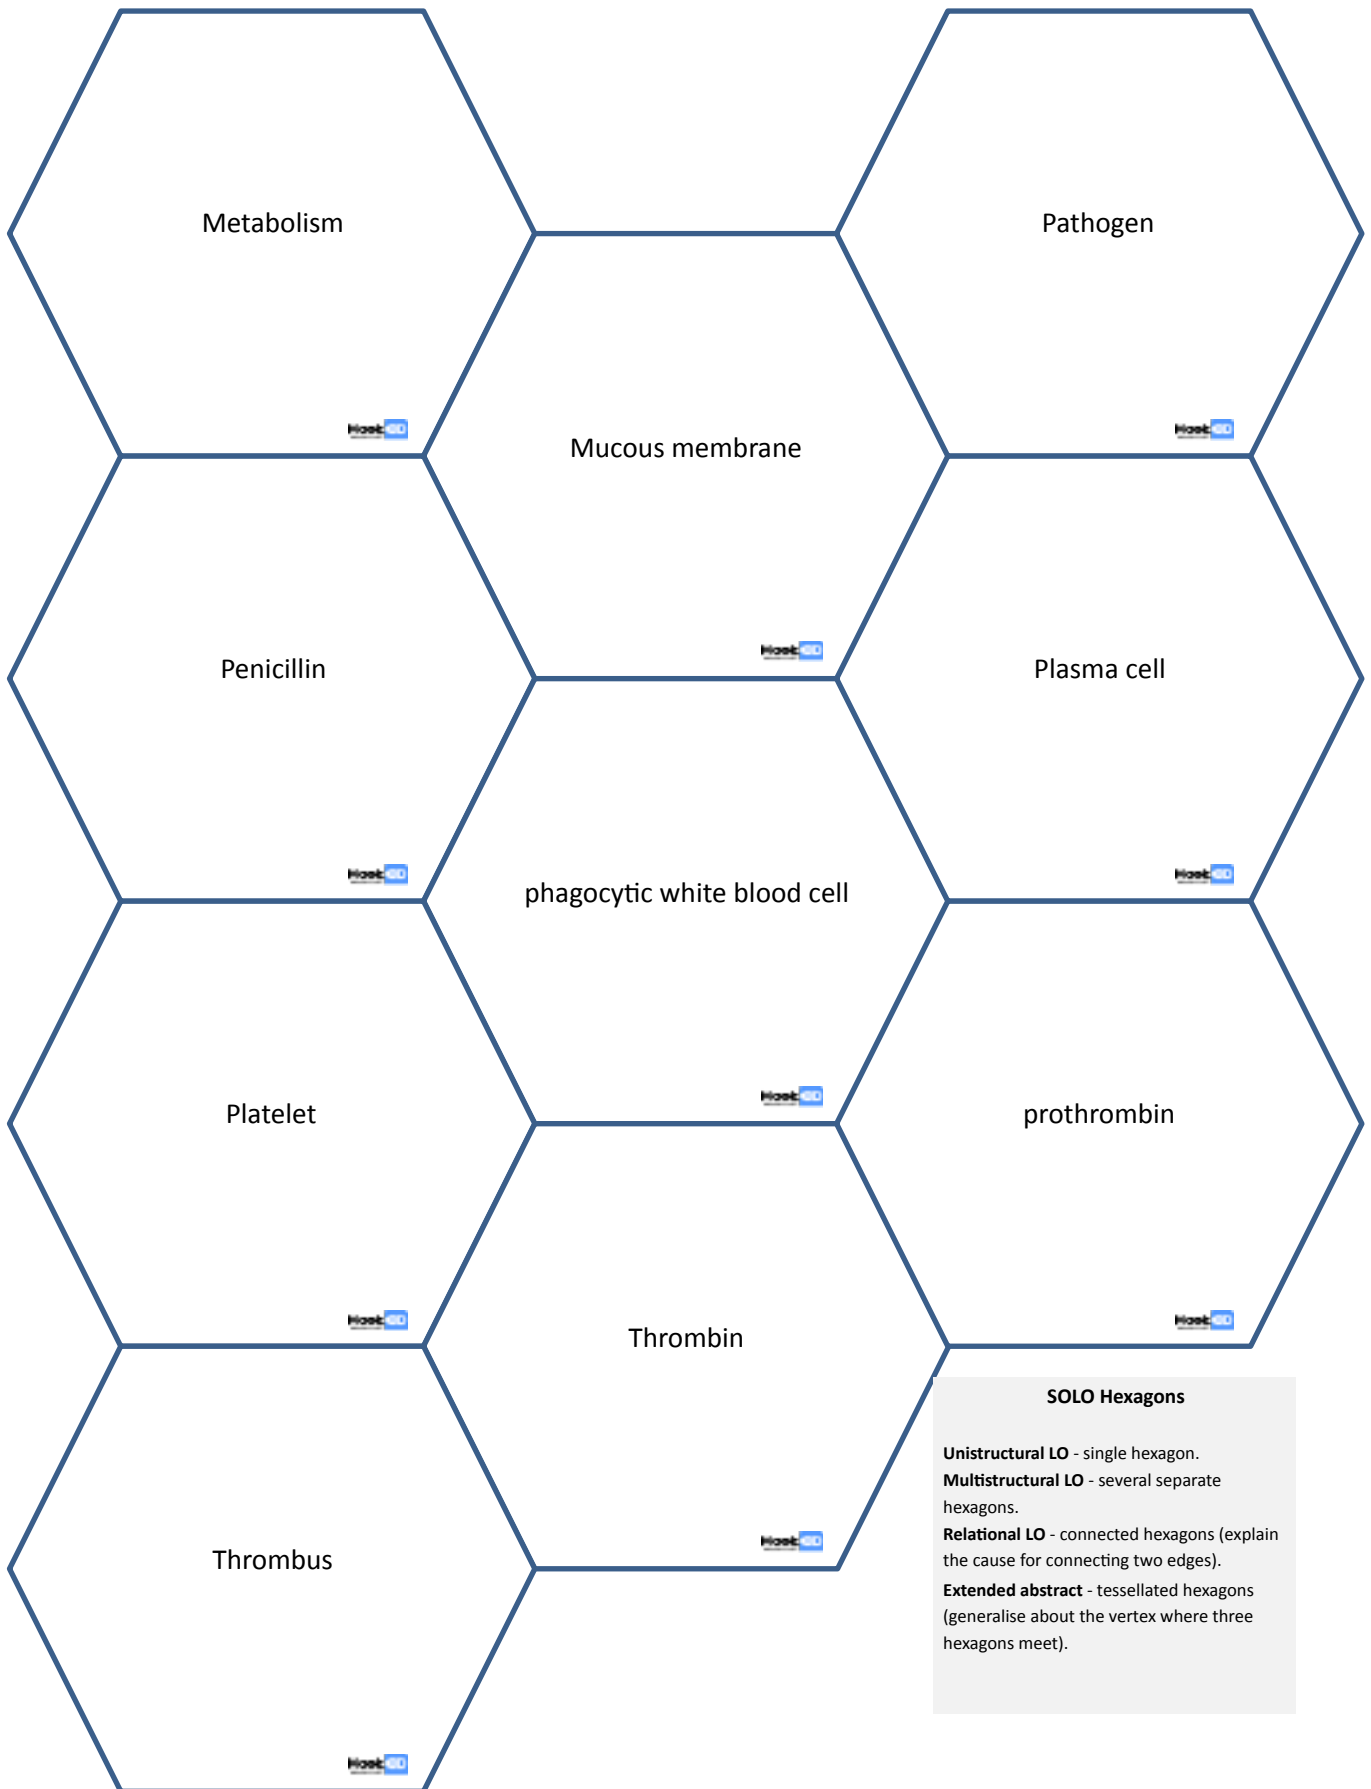 Metabolism
Pathogen
Mucous membrane
Penicillin
Plasma cell
phagocytic white blood cell
Platelet
prothrombin
Thrombin
Thrombus
SOLO Hexagons
Unistructural LO - single hexagon.
Multistructural LO - several separate
hexagons.
Relational LO - connected hexagons (explain
the cause for connecting two edges).
Extended abstract - tessellated hexagons
(generalise about the vertex where three
hexagons meet).